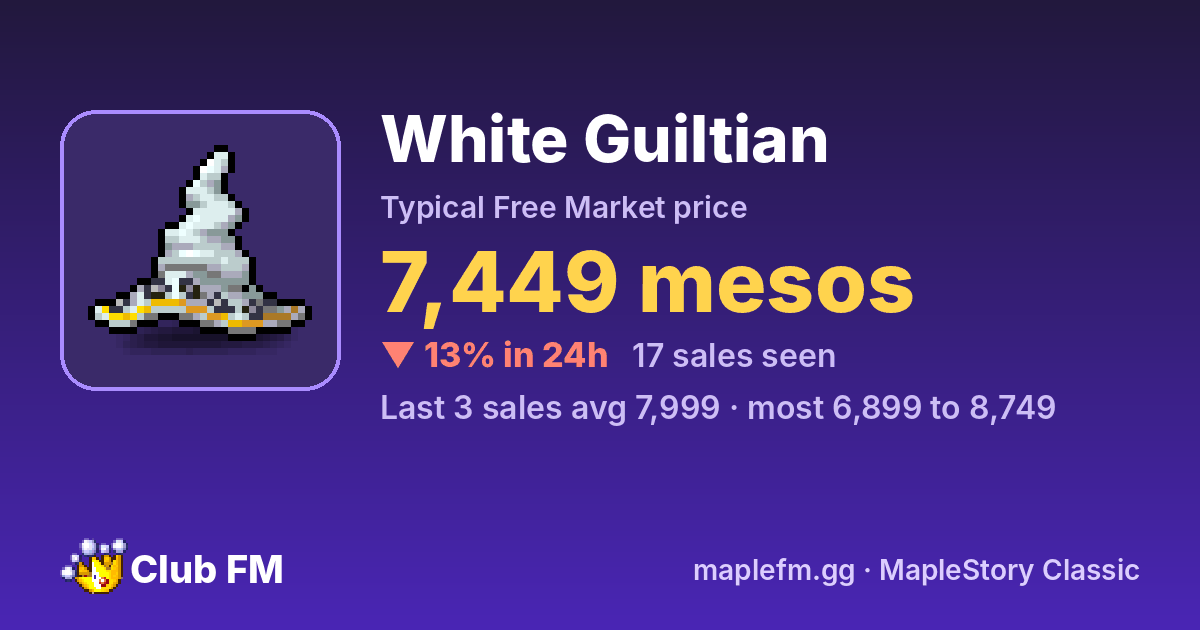 White Guiltian
Typical Free Market price
7,449 mesos
▼ 13% in 24h 17 sales seen
Last 3 sales avg 7,999 · most 6,899 to 8,749
Club FM
maplefm.gg · MapleStory Classic